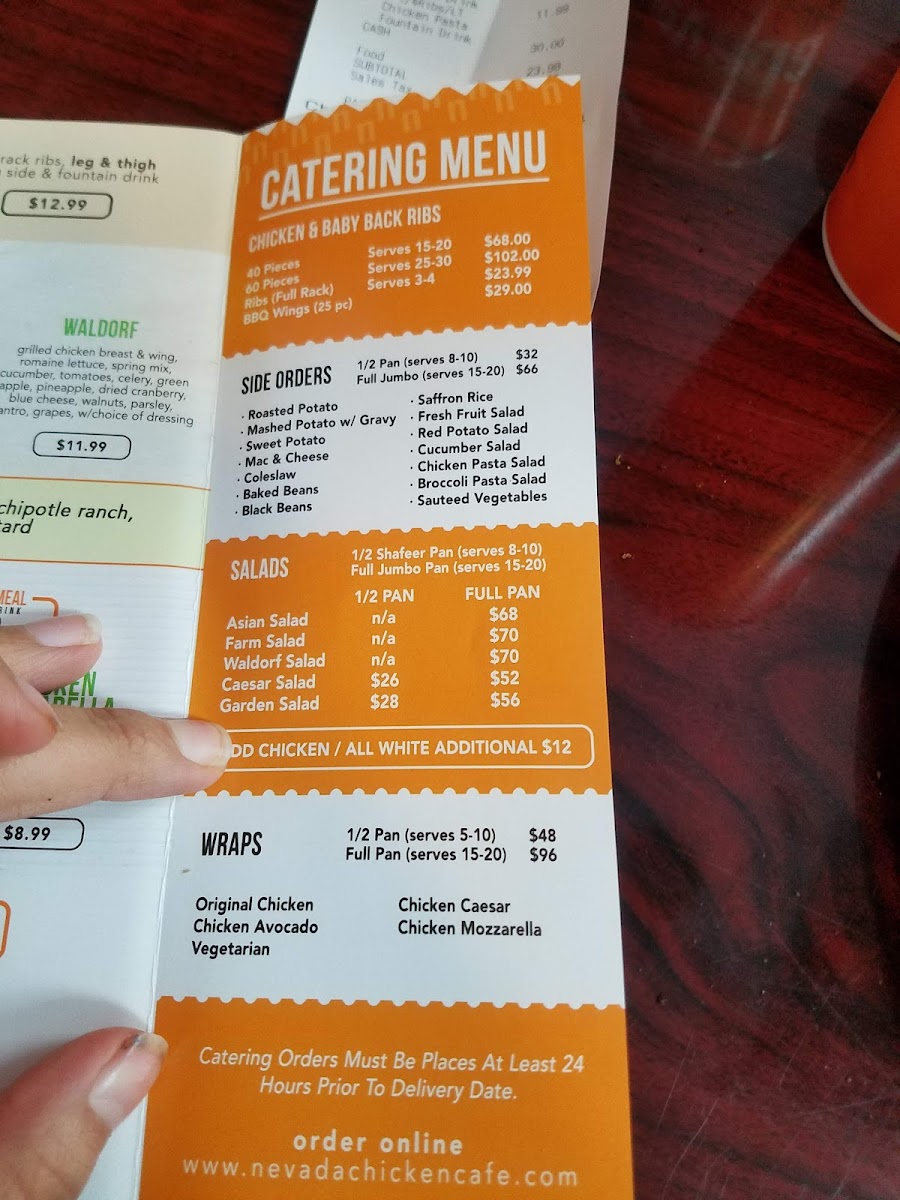 Chicken Pasta
Fountain Drink
CASH
11.99
30.00
Food
SUBTOTAL
Sales Tax
23.98
rack ribs, leg & thigh
side & fountain drink
$12.99
WALDORF
grilled chicken breast & wing,
romaine lettuce, spring mix,
cucumber, tomatoes, celery, green
apple, pineapple, dried cranberry,
blue cheese, walnuts, parsley,
antro, grapes, w/choice of dressing
$11.99
chipotle ranch,
tard
MEAL
RINK
$8.99
CATERING MENU
CHICKEN & BABY BACK RIBS
40 Pieces Serves 15-20 $68.00
60 Pieces Serves 25-30 $102.00
Ribs (Full Rack) Serves 3-4 $23.99
BBQ Wings (25 pc) $29.00
SIDE ORDERS
1/2 Pan (serves 8-10) $32
Full Jumbo (serves 15-20) $66
· Roasted Potato
· Mashed Potato w/ Gravy
· Sweet Potato
· Mac & Cheese
· Coleslaw
· Baked Beans
· Black Beans
· Saffron Rice
· Fresh Fruit Salad
· Red Potato Salad
· Cucumber Salad
· Chicken Pasta Salad
· Broccoli Pasta Salad
· Sauteed Vegetables
SALADS
1/2 Shafeer Pan (serves 8-10)
Full Jumbo Pan (serves 15-20)
1/2 PAN FULL PAN
Asian Salad n/a $68
Farm Salad n/a $70
Waldorf Salad n/a $70
Caesar Salad $26 $52
Garden Salad $28 $56
DD CHICKEN / ALL WHITE ADDITIONAL $12
WRAPS
1/2 Pan (serves 5-10) $48
Full Pan (serves 15-20) $96
Original Chicken
Chicken Avocado
Vegetarian
Chicken Caesar
Chicken Mozzarella
Catering Orders Must Be Places At Least 24
Hours Prior To Delivery Date.
order online
www.nevadachickencafe.com